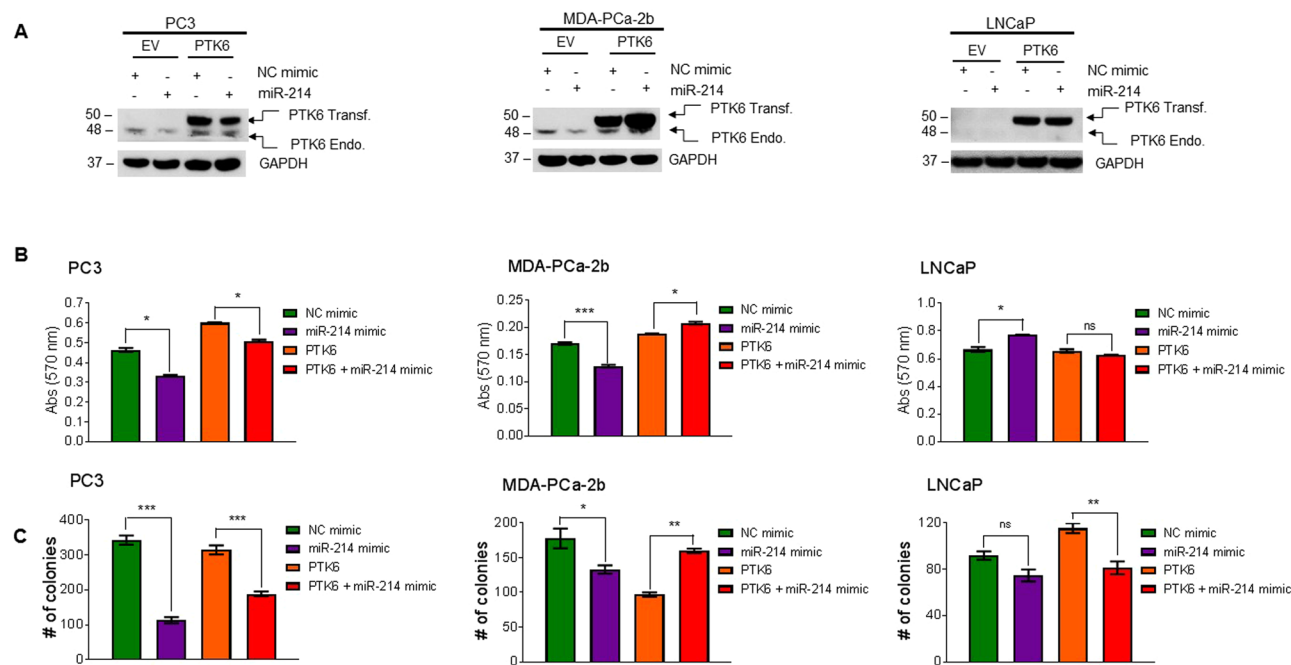 A
PC3
EV PTK6
+ - + - NC mimic
- + - + miR-214
50 PTK6 Transf.
48 PTK6 Endo.
37 GAPDH
MDA-PCa-2b
EV PTK6
+ - + - NC mimic
- + - + miR-214
50 PTK6 Transf.
48 PTK6 Endo.
37 GAPDH
LNCaP
EV PTK6
+ - + - NC mimic
- + - + miR-214
50 PTK6 Transf.
48 PTK6 Endo.
37 GAPDH
B
PC3
Abs (570 nm)
0.7
0.6
0.5
0.4
0.3
0.2
0.1
0.0
* *
NC mimic
miR-214 mimic
PTK6
PTK6 + miR-214 mimic
MDA-PCa-2b
Abs (570 nm)
0.25
0.20
0.15
0.10
0.05
0.00
*** *
NC mimic
miR-214 mimic
PTK6
PTK6 + miR-214 mimic
LNCaP
Abs (570 nm)
1.0
0.8
0.6
0.4
0.2
0.0
* ns
NC mimic
miR-214 mimic
PTK6
PTK6 + miR-214 mimic
C
PC3
# of colonies
400
300
200
100
0
*** ***
NC mimic
miR-214 mimic
PTK6
PTK6 + miR-214 mimic
MDA-PCa-2b
# of colonies
200
150
100
50
0
* **
NC mimic
miR-214 mimic
PTK6
PTK6 + miR-214 mimic
LNCaP
# of colonies
120
80
40
0
ns **
NC mimic
miR-214 mimic
PTK6
PTK6 + miR-214 mimic